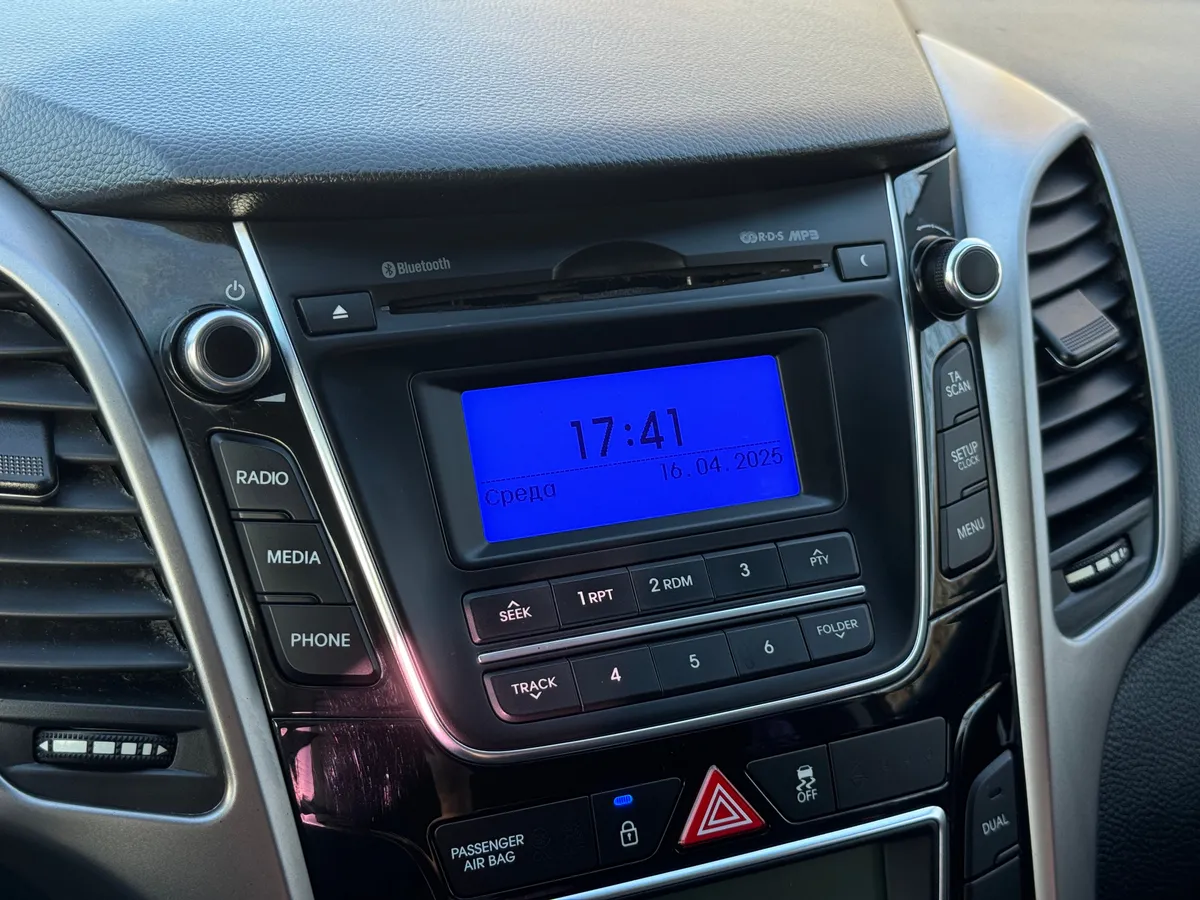 Bluetooth
R·D·S MP3
RADIO
MEDIA
PHONE
17:41
16.04.2025
Среда
TA
SCAN
SETUP
CLOCK
MENU
SEEK
1 RPT
2 RDM
3
PTY
TRACK
4
5
6
FOLDER
PASSENGER
AIR BAG
OFF
DUAL